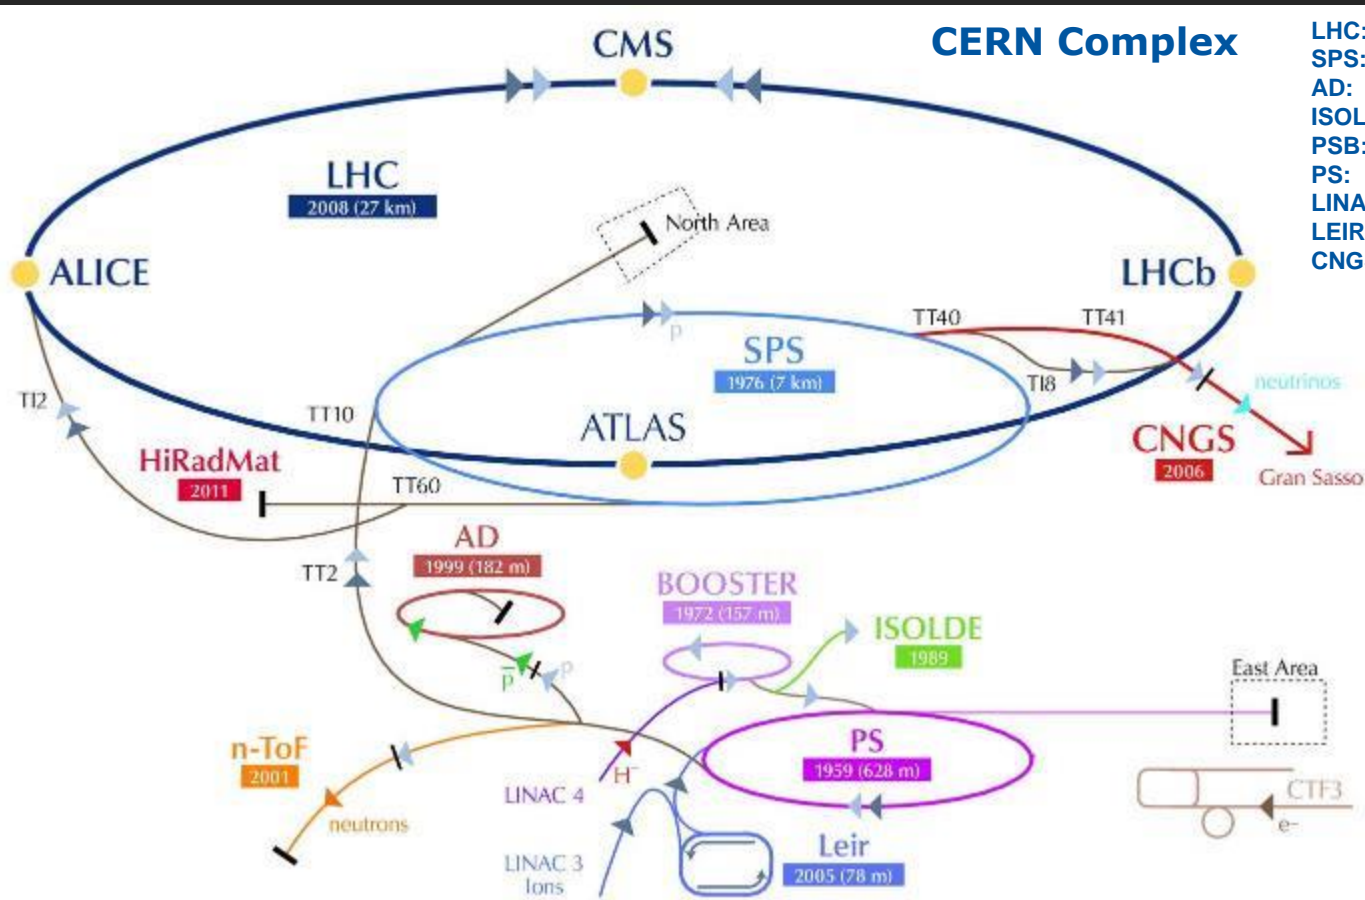 CERN Complex
LHC:
SPS:
AD:
ISOL
PSB:
PS:
LINA
LEIR
CNG
CMS
LHC
2008 (27 km)
North Area
ALICE
LHCb
TT40
TT41
p
SPS
1976 (7 km)
TI8
neutrinos
TI2
TT10
ATLAS
CNGS
2006
Gran Sasso
HiRadMat
2011
TT60
AD
1999 (182 m)
TT2
BOOSTER
1972 (157 m)
ISOLDE
1989
p
p
East Area
n-ToF
2001
PS
1959 (628 m)
H-
LINAC 4
neutrons
CTF3
e-
LINAC 3
Ions
Leir
2005 (78 m)